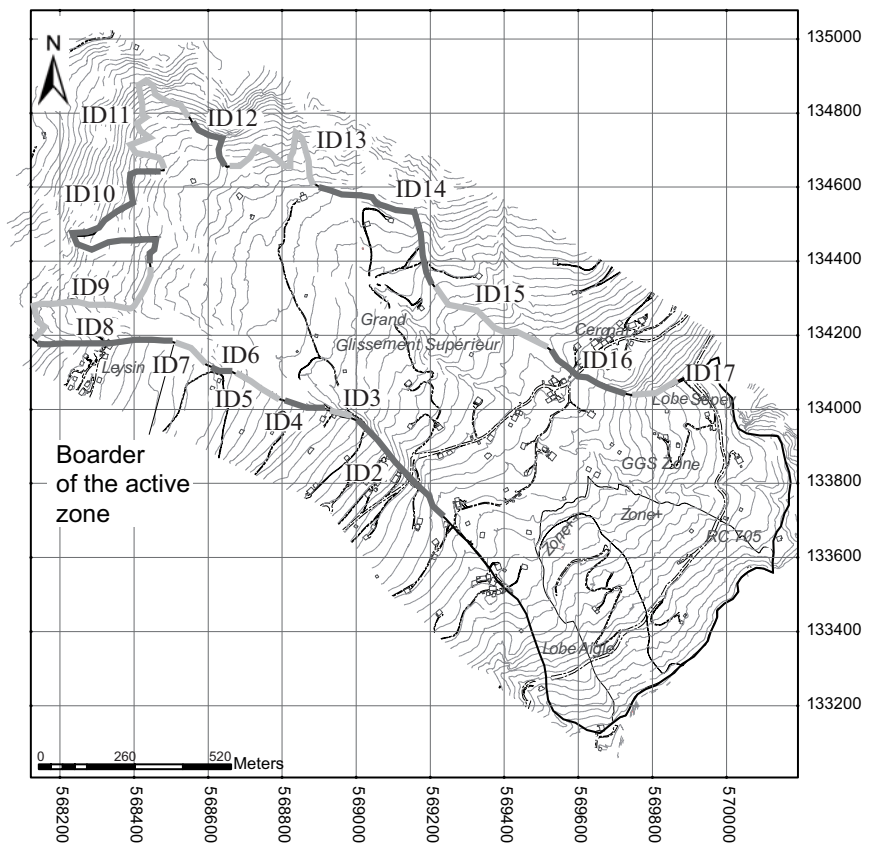 N
135000
134800
134600
134400
134200
134000
133800
133600
133400
133200
ID11
ID12
ID13
ID10
ID14
ID9
ID15
ID8
Grand
Glissement Supérieur
Leysin
ID7
ID6
ID16
ID17
ID5
ID3
Lobe Sépey
ID4
Boarder
of the active
zone
ID2
GGS Zone
Zone+
Zone+
RC 705
Lobe Aigle
0 260 520
Meters
568200
568400
568600
568800
569000
569200
569400
569600
569800
570000